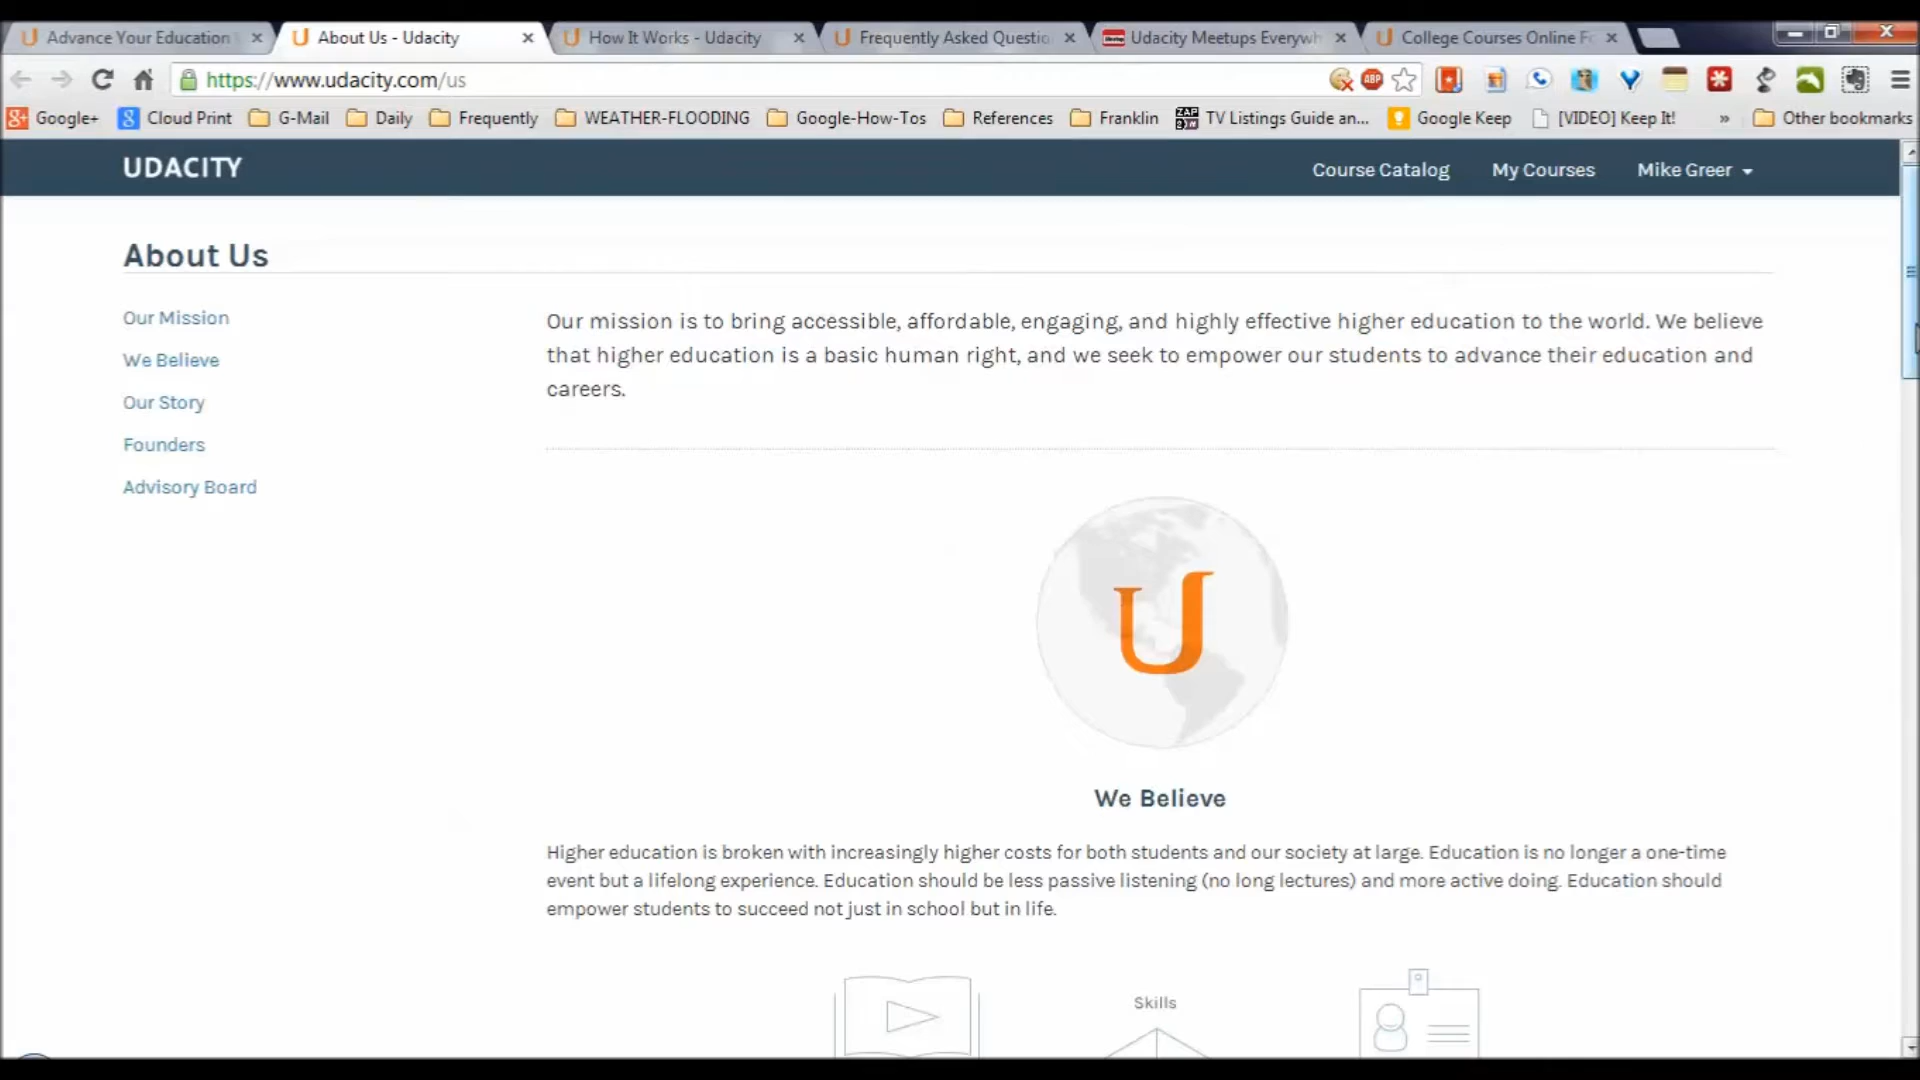 Advance Your Education
About Us - Udacity
How It Works - Udacity
Frequently Asked Questio
Udacity Meetups Everywh
College Courses Online Fo
https://www.udacity.com/us
ABP
Google+
Cloud Print
G-Mail
Daily
Frequently
WEATHER-FLOODING
Google-How-Tos
References
Franklin
TV Listings Guide an...
Google Keep
[VIDEO] Keep It!
»
Other bookmarks
UDACITY
Course Catalog
My Courses
Mike Greer
About Us
Our Mission
We Believe
Our Story
Founders
Advisory Board
Our mission is to bring accessible, affordable, engaging, and highly effective higher education to the world. We believe
that higher education is a basic human right, and we seek to empower our students to advance their education and
careers.
U
We Believe
Higher education is broken with increasingly higher costs for both students and our society at large. Education is no longer a one-time
event but a lifelong experience. Education should be less passive listening (no long lectures) and more active doing. Education should
empower students to succeed not just in school but in life.
Skills